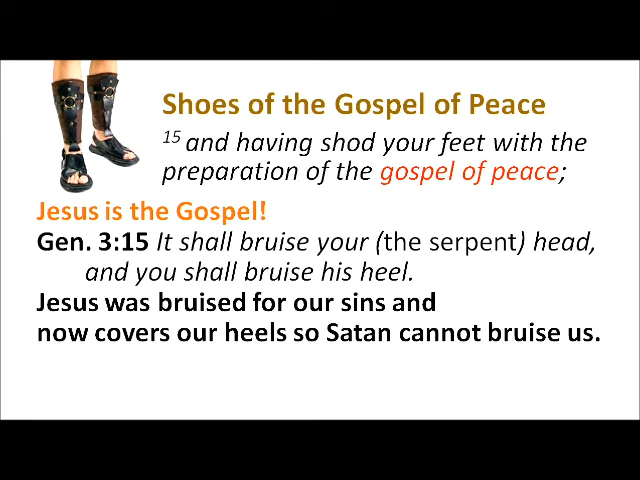 Shoes of the Gospel of Peace
15 and having shod your feet with the
preparation of the gospel of peace;
Jesus is the Gospel!
Gen. 3:15 It shall bruise your (the serpent) head,
and you shall bruise his heel.
Jesus was bruised for our sins and
now covers our heels so Satan cannot bruise us.